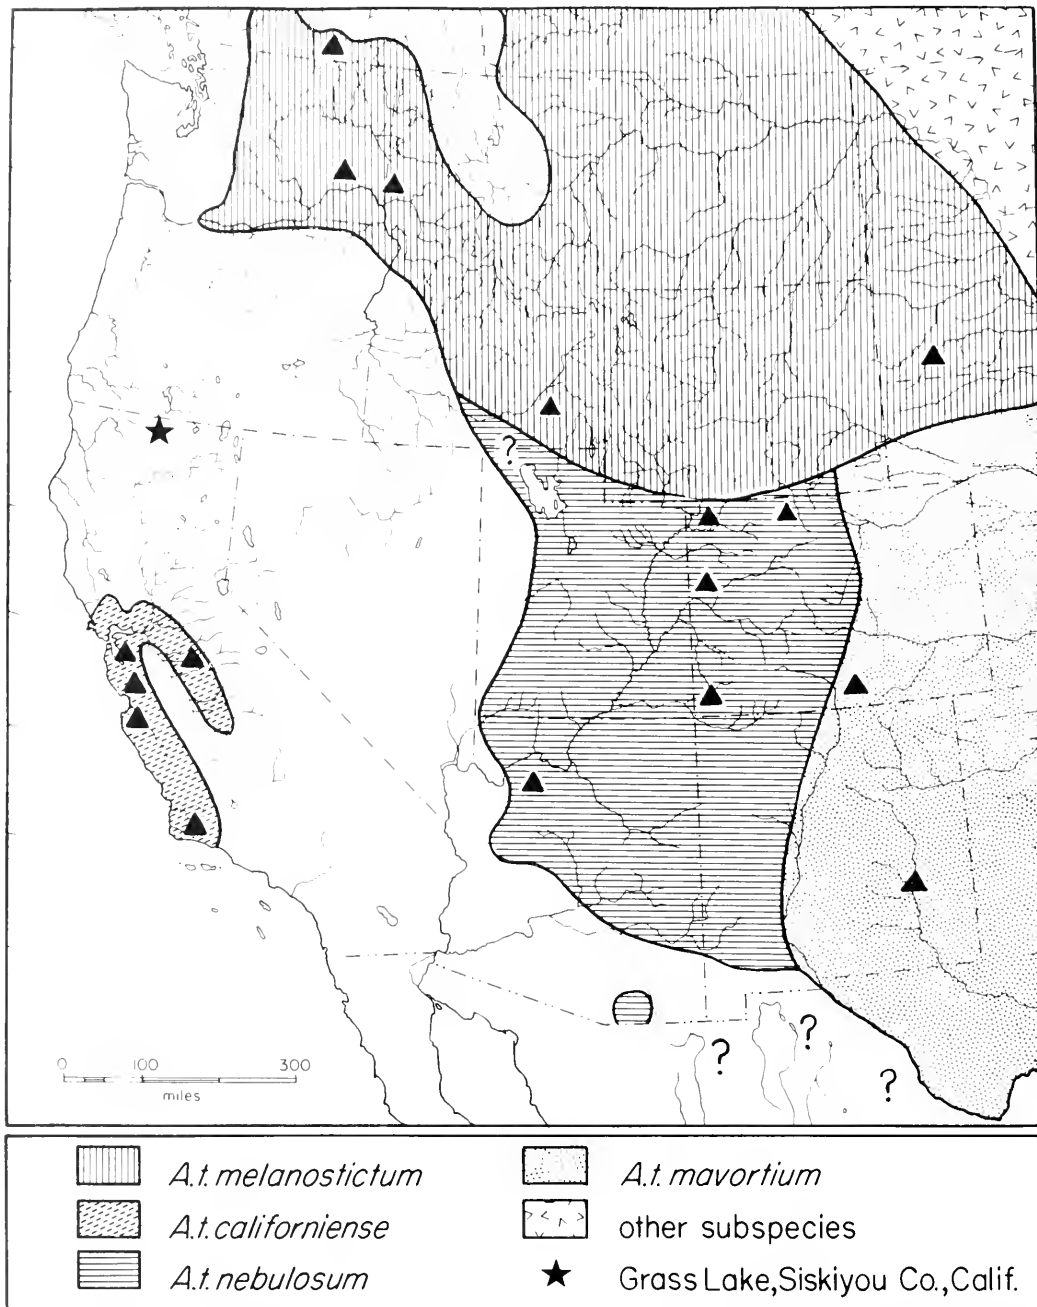 ?
?
?
?
0 100 300
miles
A.t. melanostictum
A.t. californiense
A.t. nebulosum
A.t. mavortium
other subspecies
Grass Lake, Siskiyou Co., Calif.